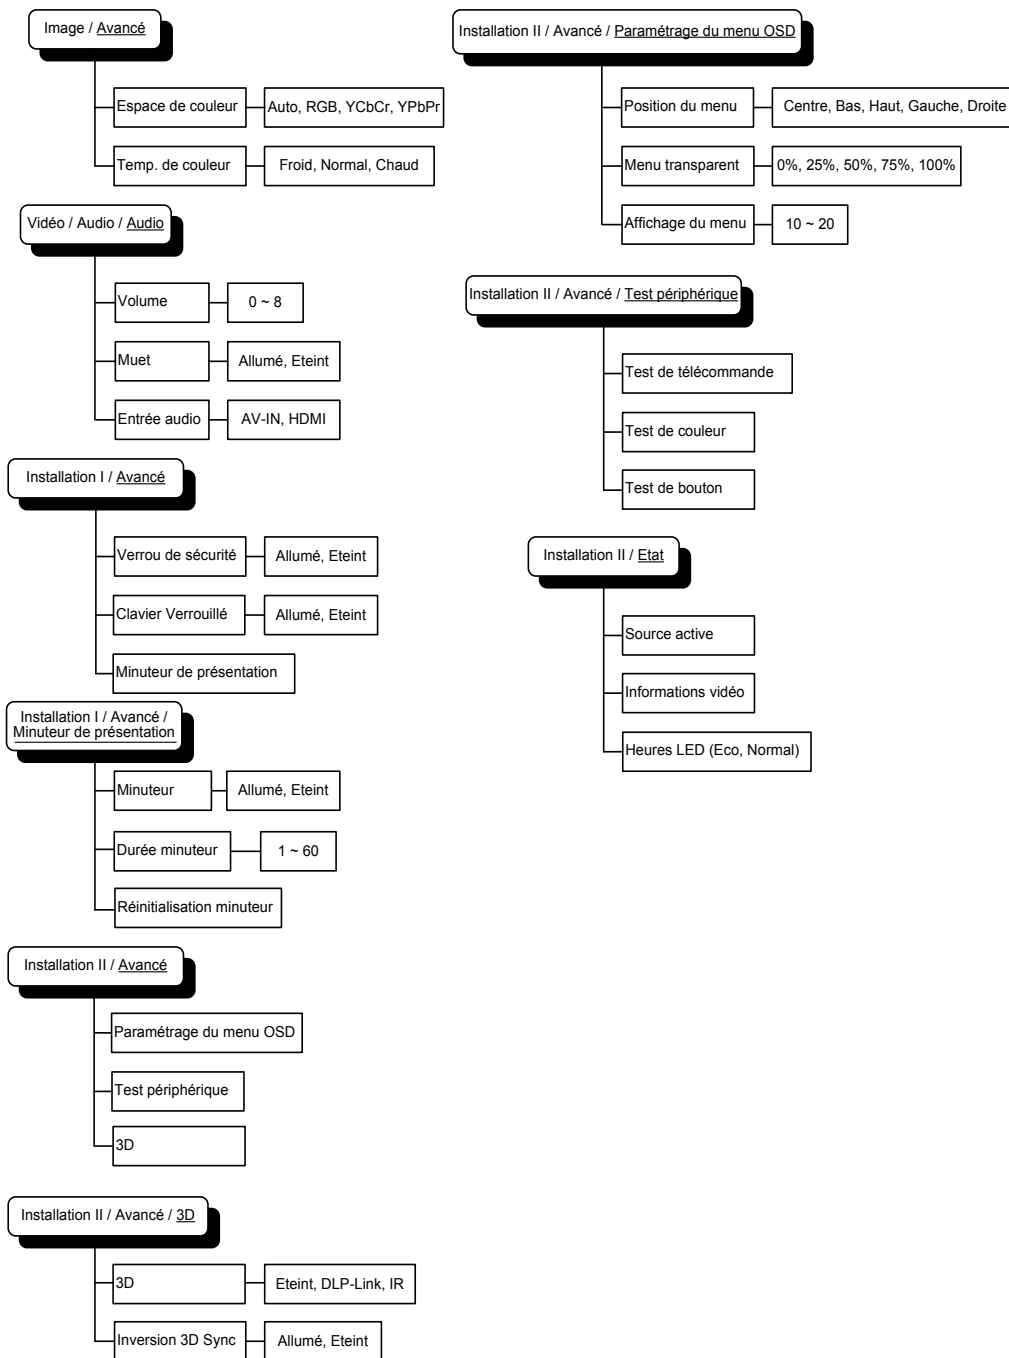 Image / Avancé
Espace de couleur
Auto, RGB, YCbCr, YPbPr
Temp. de couleur
Froid, Normal, Chaud
Vidéo / Audio / Audio
Volume
0 ~ 8
Muet
Allumé, Eteint
Entrée audio
AV-IN, HDMI
Installation I / Avancé
Verrou de sécurité
Allumé, Eteint
Clavier Verrouillé
Allumé, Eteint
Minuteur de présentation
Installation I / Avancé /
Minuteur de présentation
Minuteur
Allumé, Eteint
Durée minuteur
1 ~ 60
Réinitialisation minuteur
Installation II / Avancé
Paramétrage du menu OSD
Test périphérique
3D
Installation II / Avancé / 3D
3D
Eteint, DLP-Link, IR
Inversion 3D Sync
Allumé, Eteint
Installation II / Avancé / Paramétrage du menu OSD
Position du menu
Centre, Bas, Haut, Gauche, Droite
Menu transparent
0%, 25%, 50%, 75%, 100%
Affichage du menu
10 ~ 20
Installation II / Avancé / Test périphérique
Test de télécommande
Test de couleur
Test de bouton
Installation II / Etat
Source active
Informations vidéo
Heures LED (Eco, Normal)